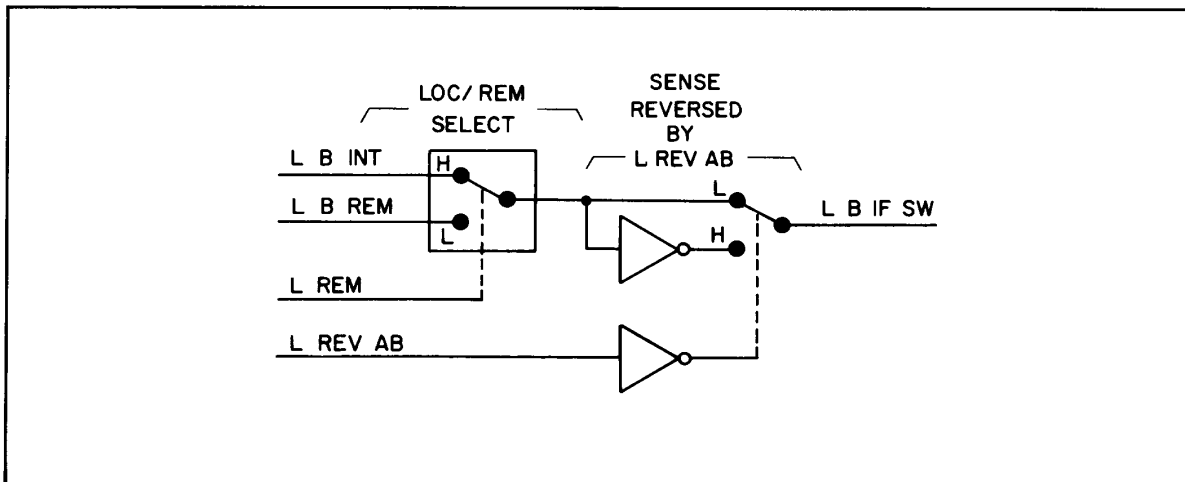 LOC/REM
SELECT
SENSE
REVERSED
BY
L REV AB
L B INT
H
L B REM
L
L
H
L B IF SW
L REM
L REV AB